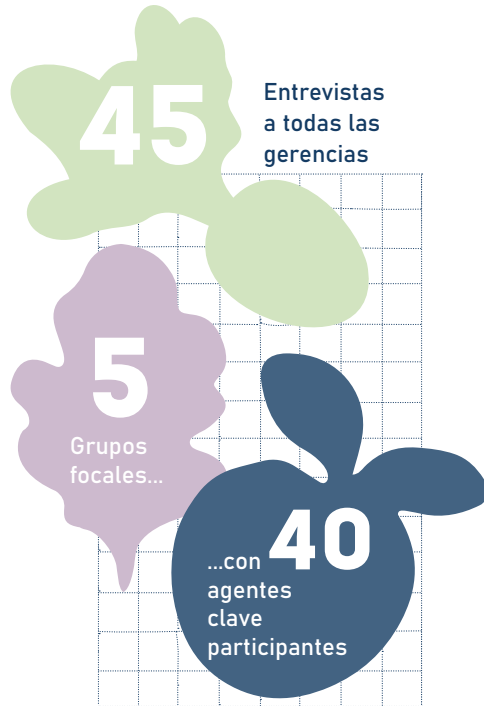 45
Entrevistas
a todas las
gerencias
5
Grupos
focales...
...con 40
agentes
clave
participantes